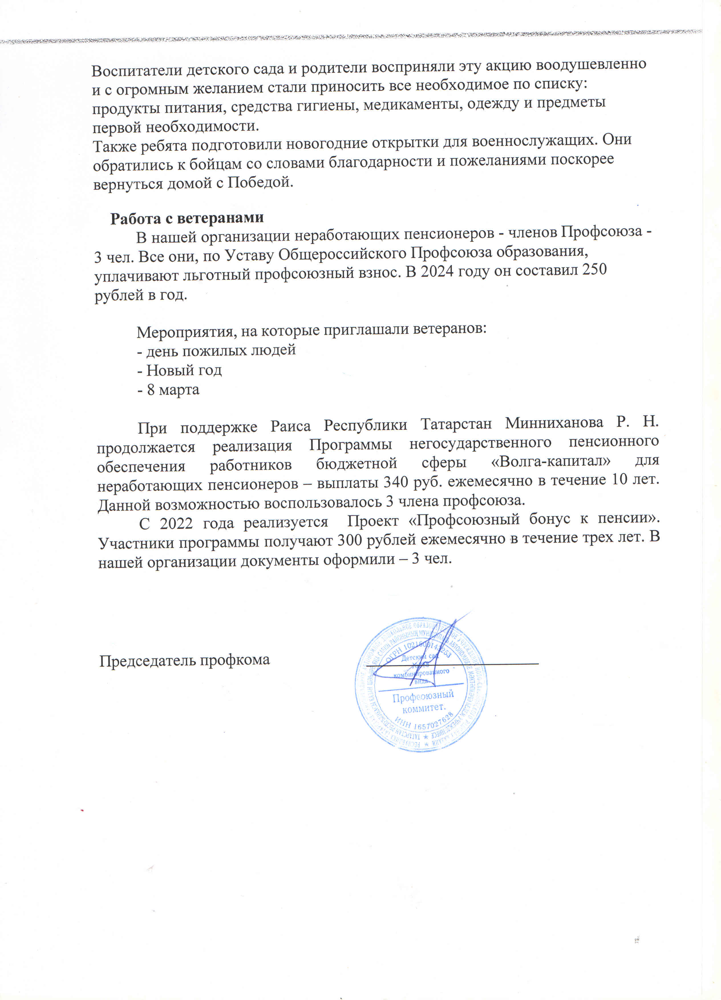 Воспитатели детского сада и родители восприняли эту акцию воодушевленно
и с огромным желанием стали приносить все необходимое по списку:
продукты питания, средства гигиены, медикаменты, одежду и предметы
первой необходимости.
Также ребята подготовили новогодние открытки для военнослужащих. Они
обратились к бойцам со словами благодарности и пожеланиями поскорее
вернуться домой с Победой.
Работа с ветеранами
В нашей организации неработающих пенсионеров - членов Профсоюза -
3 чел. Все они, по Уставу Общероссийского Профсоюза образования,
уплачивают льготный профсоюзный взнос. В 2024 году он составил 250
рублей в год.
Мероприятия, на которые приглашали ветеранов:
- день пожилых людей
- Новый год
- 8 марта
При поддержке Раиса Республики Татарстан Минниханова Р. Н.
продолжается реализация Программы негосударственного пенсионного
обеспечения работников бюджетной сферы «Волга-капитал» для
неработающих пенсионеров – выплаты 340 руб. ежемесячно в течение 10 лет.
Данной возможностью воспользовалось 3 члена профсоюза.
С 2022 года реализуется Проект «Профсоюзный бонус к пенсии».
Участники программы получают 300 рублей ежемесячно в течение трех лет. В
нашей организации документы оформили – 3 чел.
Председатель профкома
ОГРН 1021603143253
Детский сад
комбинированного
вида.
Профсоюзный
коммитет.
ИНН 1657027628